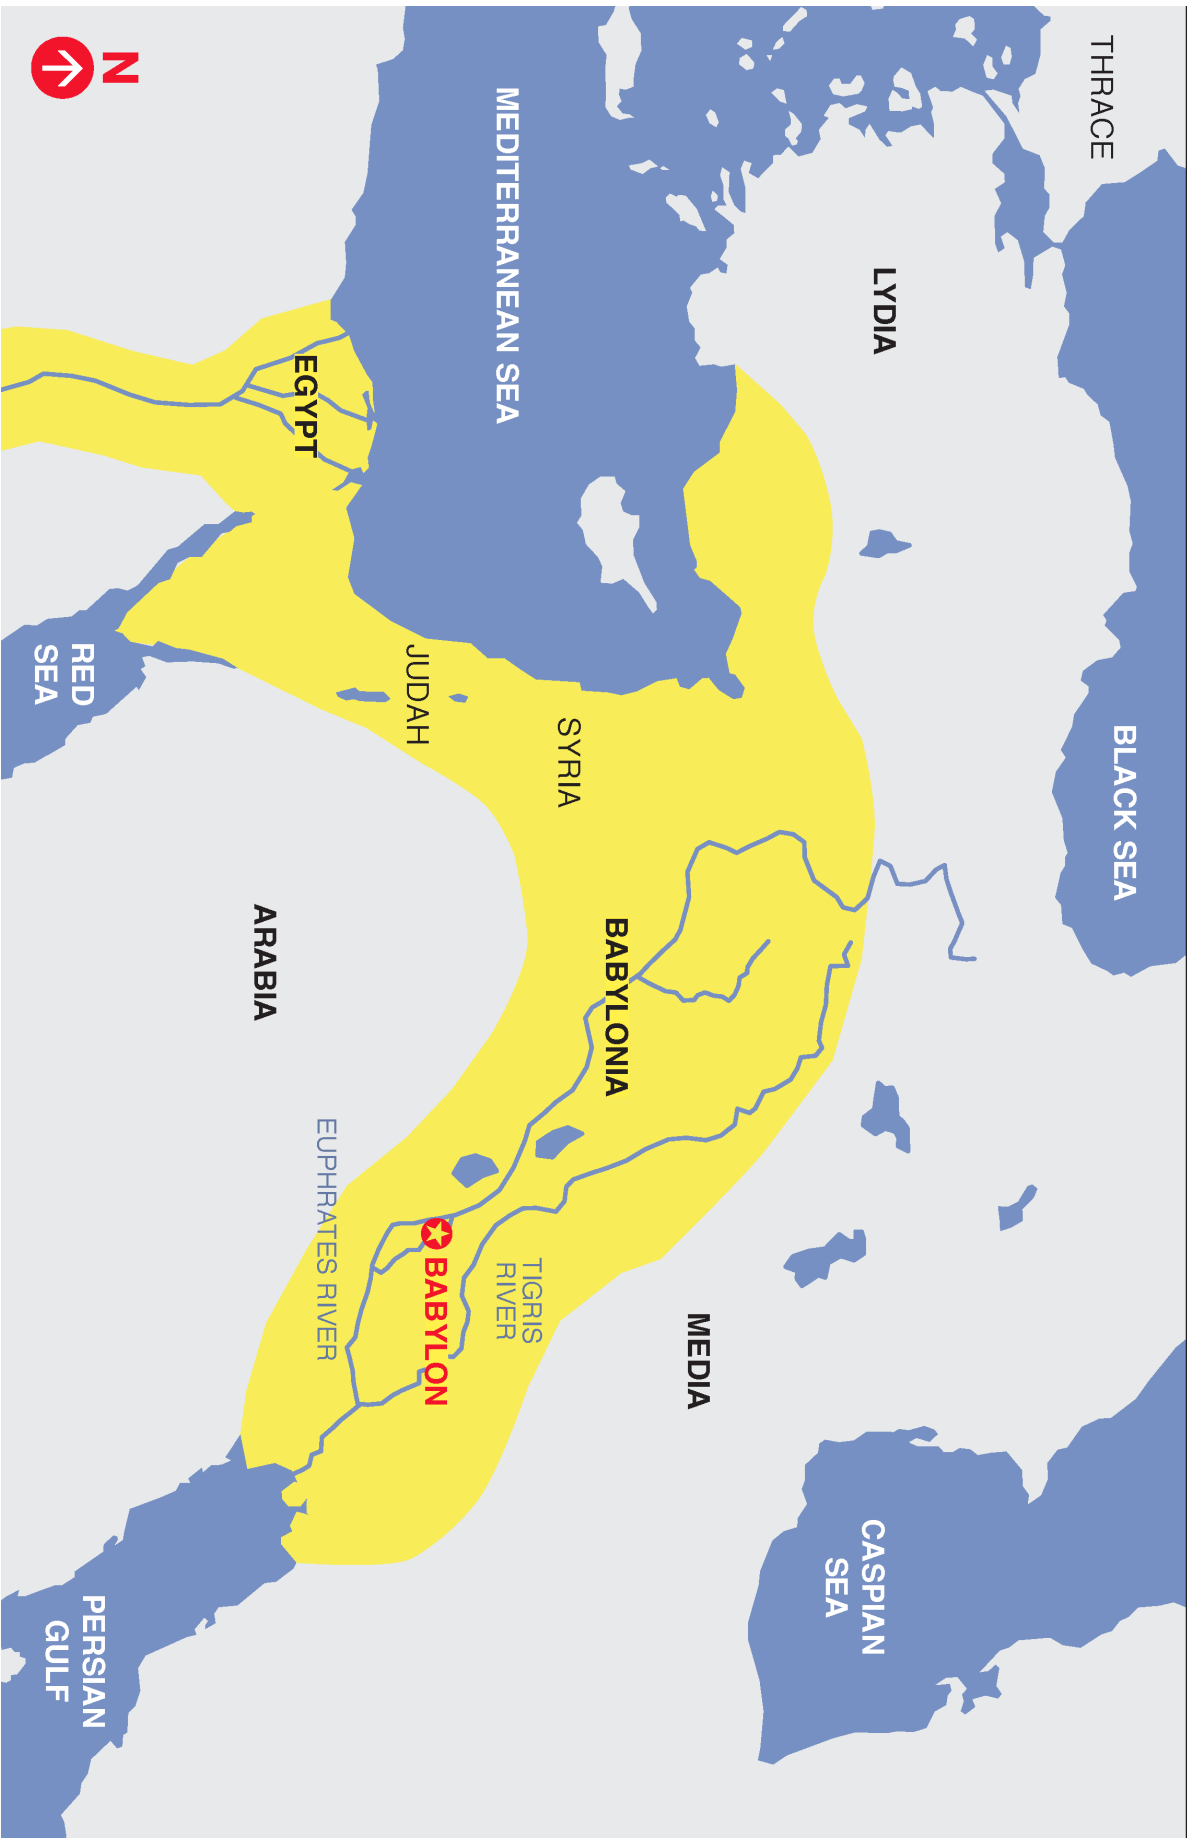 THRACE
BLACK SEA
LYDIA
CASPIAN
SEA
MEDITERRANEAN SEA
SYRIA
BABYLONIA
MEDIA
TIGRIS
RIVER
JUDAH
BABYLON
EGYPT
EUPHRATES RIVER
ARABIA
N
RED
SEA
PERSIAN
GULF